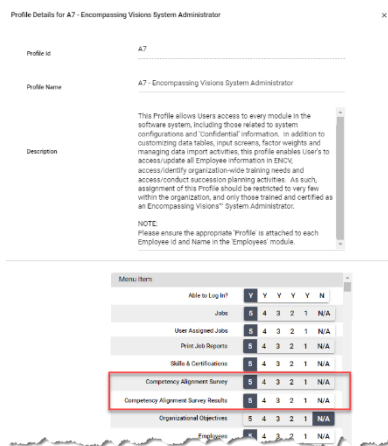 Profile Details for A7 - Encompassing Visions System Administrator
×
Profile Id
A7
Profile Name
A7 - Encompassing Visions System Administrator
Description
This Profile allows Users access to every module in the
software system, including those related to system
configurations and 'Confidential' information. In addition to
customizing data tables, input screens, factor weights and
managing data import activities, this profile enables User's to
access/update all Employee information in ENCV,
access/identify organization-wide training needs and
access/conduct succession planning activities. As such,
assignment of this Profile should be restricted to very few
within the organization, and only those trained and certified as
an Encompassing Visions™ System Administrator.
NOTE:
Please ensure the appropriate 'Profile' is attached to each
Employee Id and Name in the 'Employees' module.
Menu Item
Able to Log In? Y Y Y Y Y N
Jobs 5 4 3 2 1 N/A
User Assigned Jobs 5 4 3 2 1 N/A
Print Job Reports 5 4 3 2 1 N/A
Skills & Certifications 5 4 3 2 1 N/A
Competency Alignment Survey 5 4 3 2 1 N/A
Competency Alignment Survey Results 5 4 3 2 1 N/A
Organizational Objectives 5 4 3 2 1 N/A
Employees 5 4 3 2 1 N/A